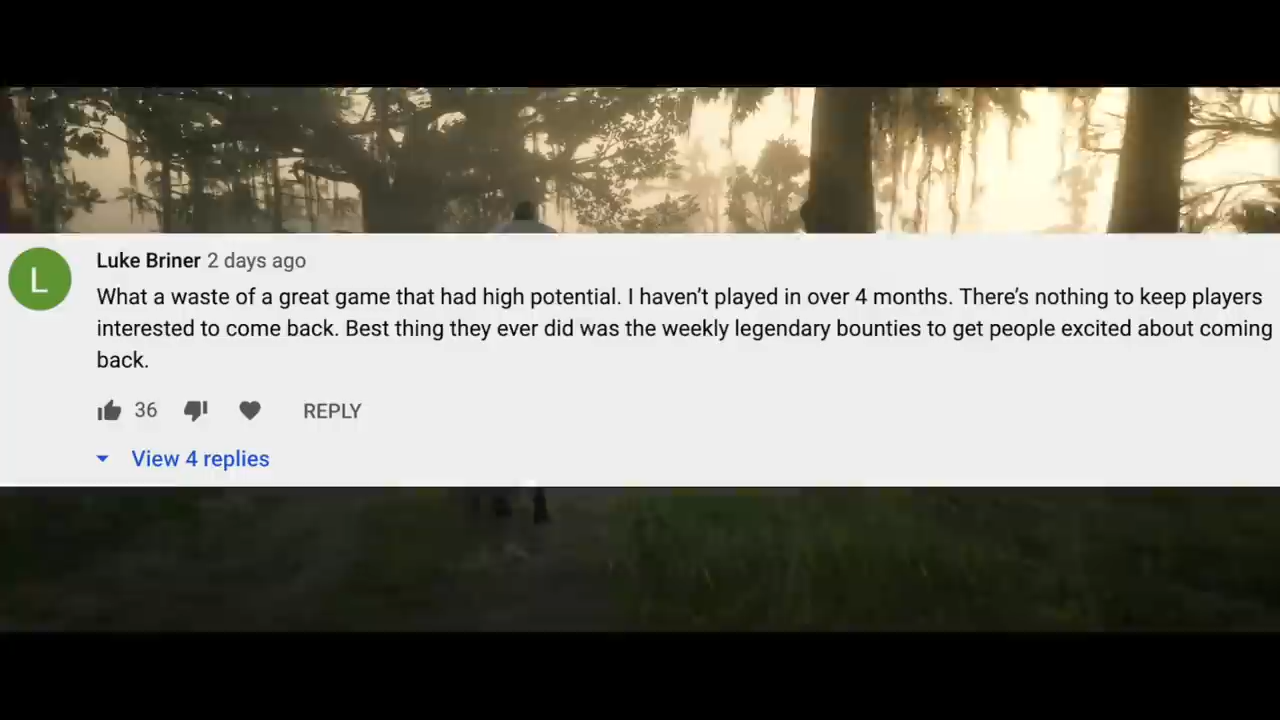 L
Luke Briner 2 days ago
What a waste of a great game that had high potential. I haven’t played in over 4 months. There’s nothing to keep players
interested to come back. Best thing they ever did was the weekly legendary bounties to get people excited about coming
back.
36 REPLY
View 4 replies